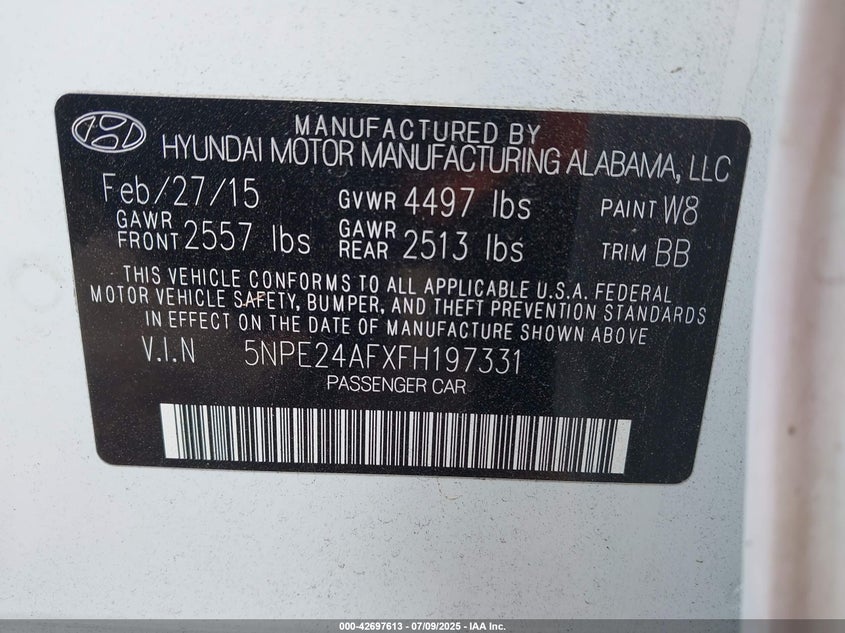 MANUFACTURED BY
HYUNDAI MOTOR MANUFACTURING ALABAMA, LLC
Feb/27/15 GVWR 4497 lbs PAINT W8
GAWR FRONT 2557 lbs GAWR REAR 2513 lbs TRIM BB
THIS VEHICLE CONFORMS TO ALL APPLICABLE U.S.A. FEDERAL
MOTOR VEHICLE SAFETY, BUMPER, AND THEFT PREVENTION STANDARDS
IN EFFECT ON THE DATE OF MANUFACTURE SHOWN ABOVE
V.I.N 5NPE24AFXFH197331
PASSENGER CAR
000-42697613 - 07/09/2025 - IAA Inc.